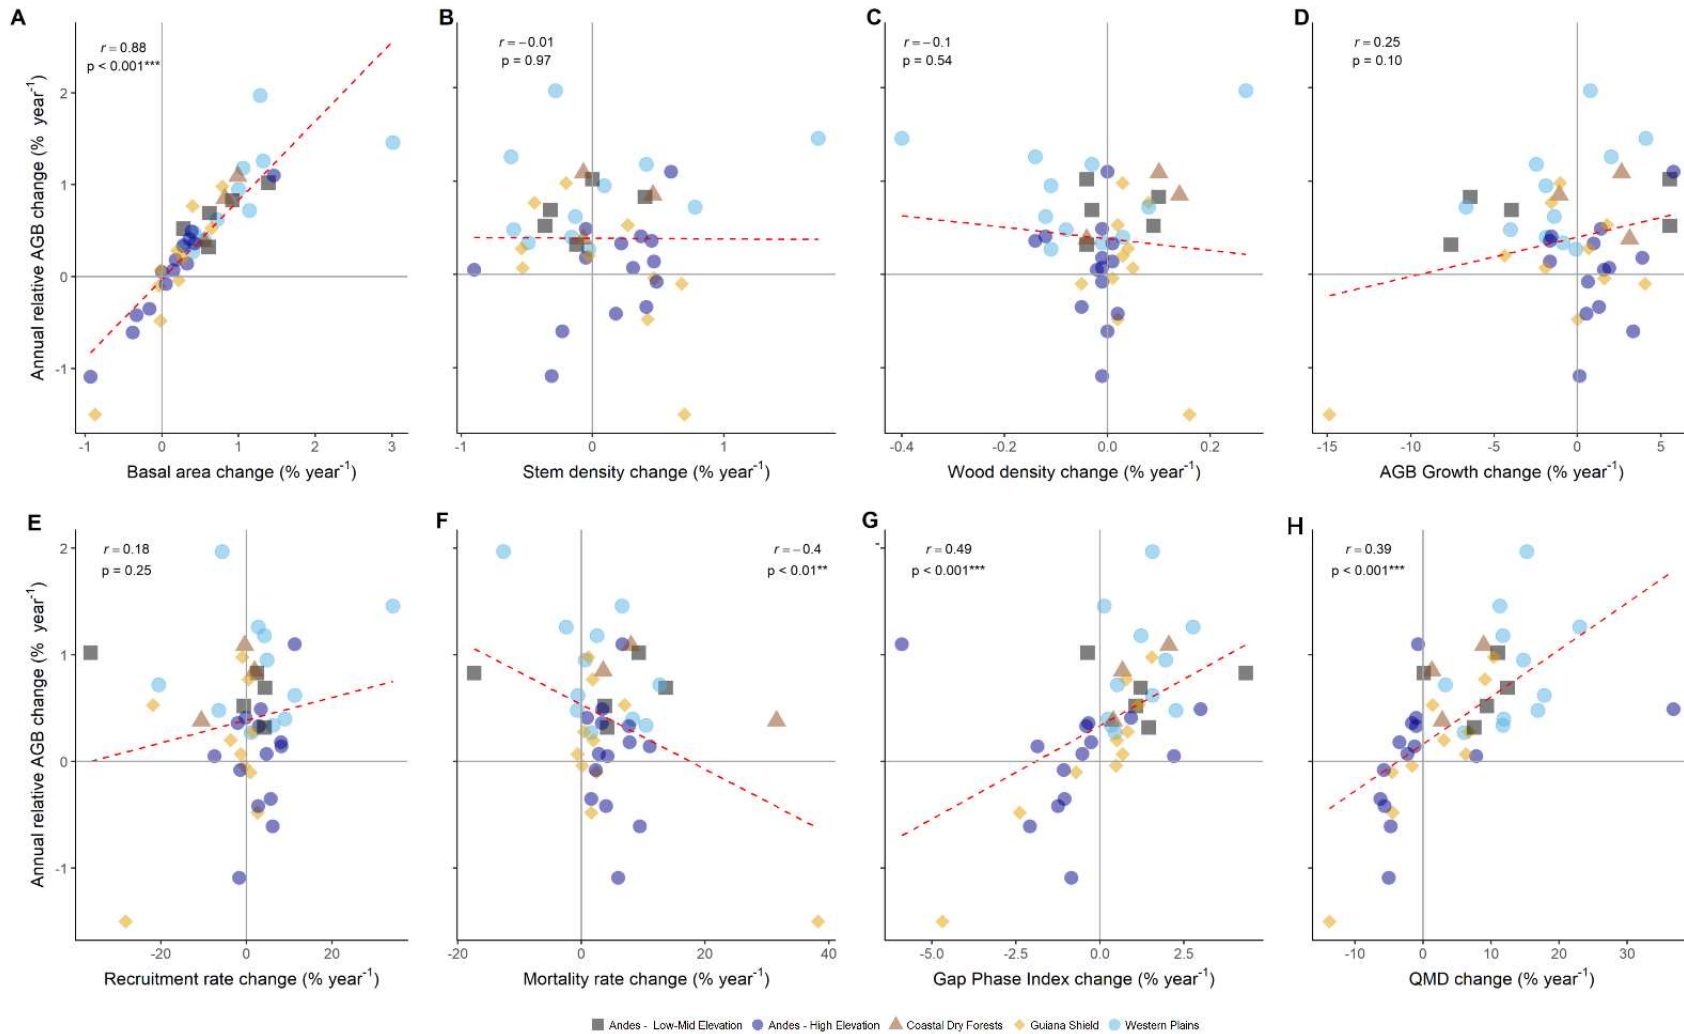 A
B
C
D
r = 0.88
p < 0.001***
r = −0.01
p = 0.97
r = −0.1
p = 0.54
r = 0.25
p = 0.10
Annual relative AGB change (% year-1)
2
1
0
-1
-1 0 1 2 3
-1 0 1
-0.4 -0.2 0.0 0.2
-15 -10 -5 0 5
Basal area change (% year-1)
Stem density change (% year-1)
Wood density change (% year-1)
AGB Growth change (% year-1)
E
F
G
H
r = 0.18
p = 0.25
r = −0.4
p < 0.01**
r = 0.49
p < 0.001***
r = 0.39
p < 0.001***
Annual relative AGB change (% year-1)
2
1
0
-1
-20 0 20
-20 0 20 40
-5.0 -2.5 0.0 2.5
-10 0 10 20 30
Recruitment rate change (% year-1)
Mortality rate change (% year-1)
Gap Phase Index change (% year-1)
QMD change (% year-1)
Andes - Low-Mid Elevation Andes - High Elevation Coastal Dry Forests Guiana Shield Western Plains